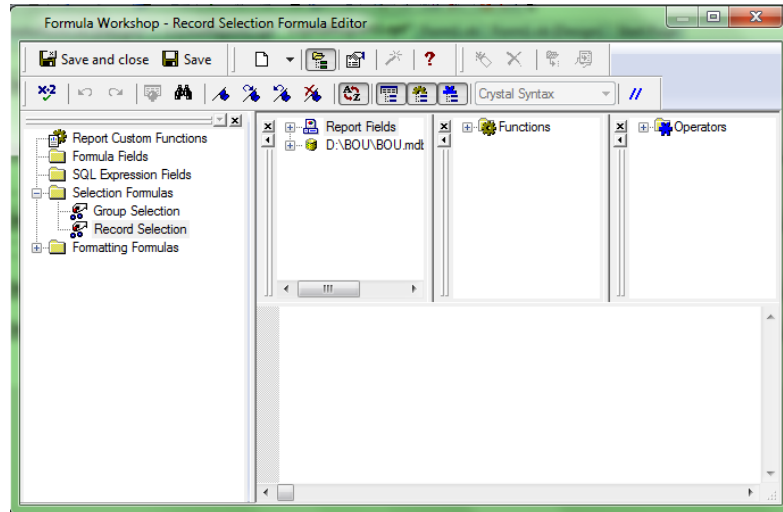 Formula Workshop - Record Selection Formula Editor
Save and close Save ?
x-2 A Z Crystal Syntax //
Report Custom Functions
Formula Fields
SQL Expression Fields
Selection Formulas
Group Selection
Record Selection
Formatting Formulas
Report Fields
D:\BOU\BOU.mdb
Functions
Operators